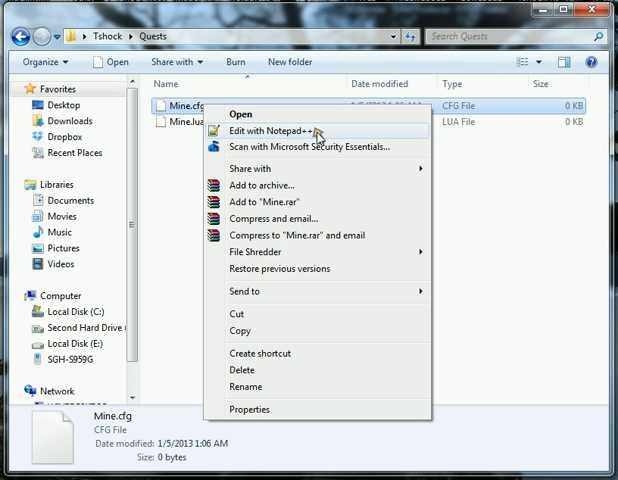 Tshock
Quests
Search Quests
Organize
Open
Share with
Burn
New folder
Name
Date modified
Type
Size
Favorites
Desktop
Downloads
Dropbox
Recent Places
Libraries
Documents
Movies
Music
Pictures
Videos
Computer
Local Disk (C:)
Second Hard Drive
Local Disk (E:)
SGH-S959G
Network
Mine.cfg
CFG File
0 KB
Mine.lua
LUA File
0 KB
Open
Edit with Notepad++
Scan with Microsoft Security Essentials...
Share with
Add to archive...
Add to "Mine.rar"
Compress and email...
Compress to "Mine.rar" and email
File Shredder
Restore previous versions
Send to
Cut
Copy
Create shortcut
Delete
Rename
Properties
Mine.cfg
CFG File
Date modified: 1/5/2013 1:06 AM
Size: 0 bytes